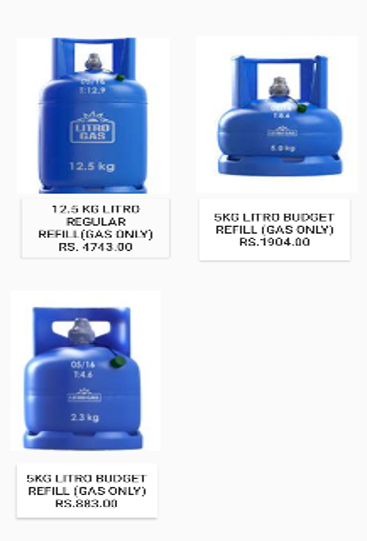 05/16
T:12.9
LITRO
GAS
12.5 kg
12.5 KG LITRO
REGULAR
REFILL(GAS ONLY)
RS. 4743.00
T:8.4
LITROGAS
5.0 kg
5KG LITRO BUDGET
REFILL (GAS ONLY)
RS.1904.00
05/16
T:4.6
LITROGAS
2.3 kg
5KG LITRO BUDGET
REFILL (GAS ONLY)
RS.883.00